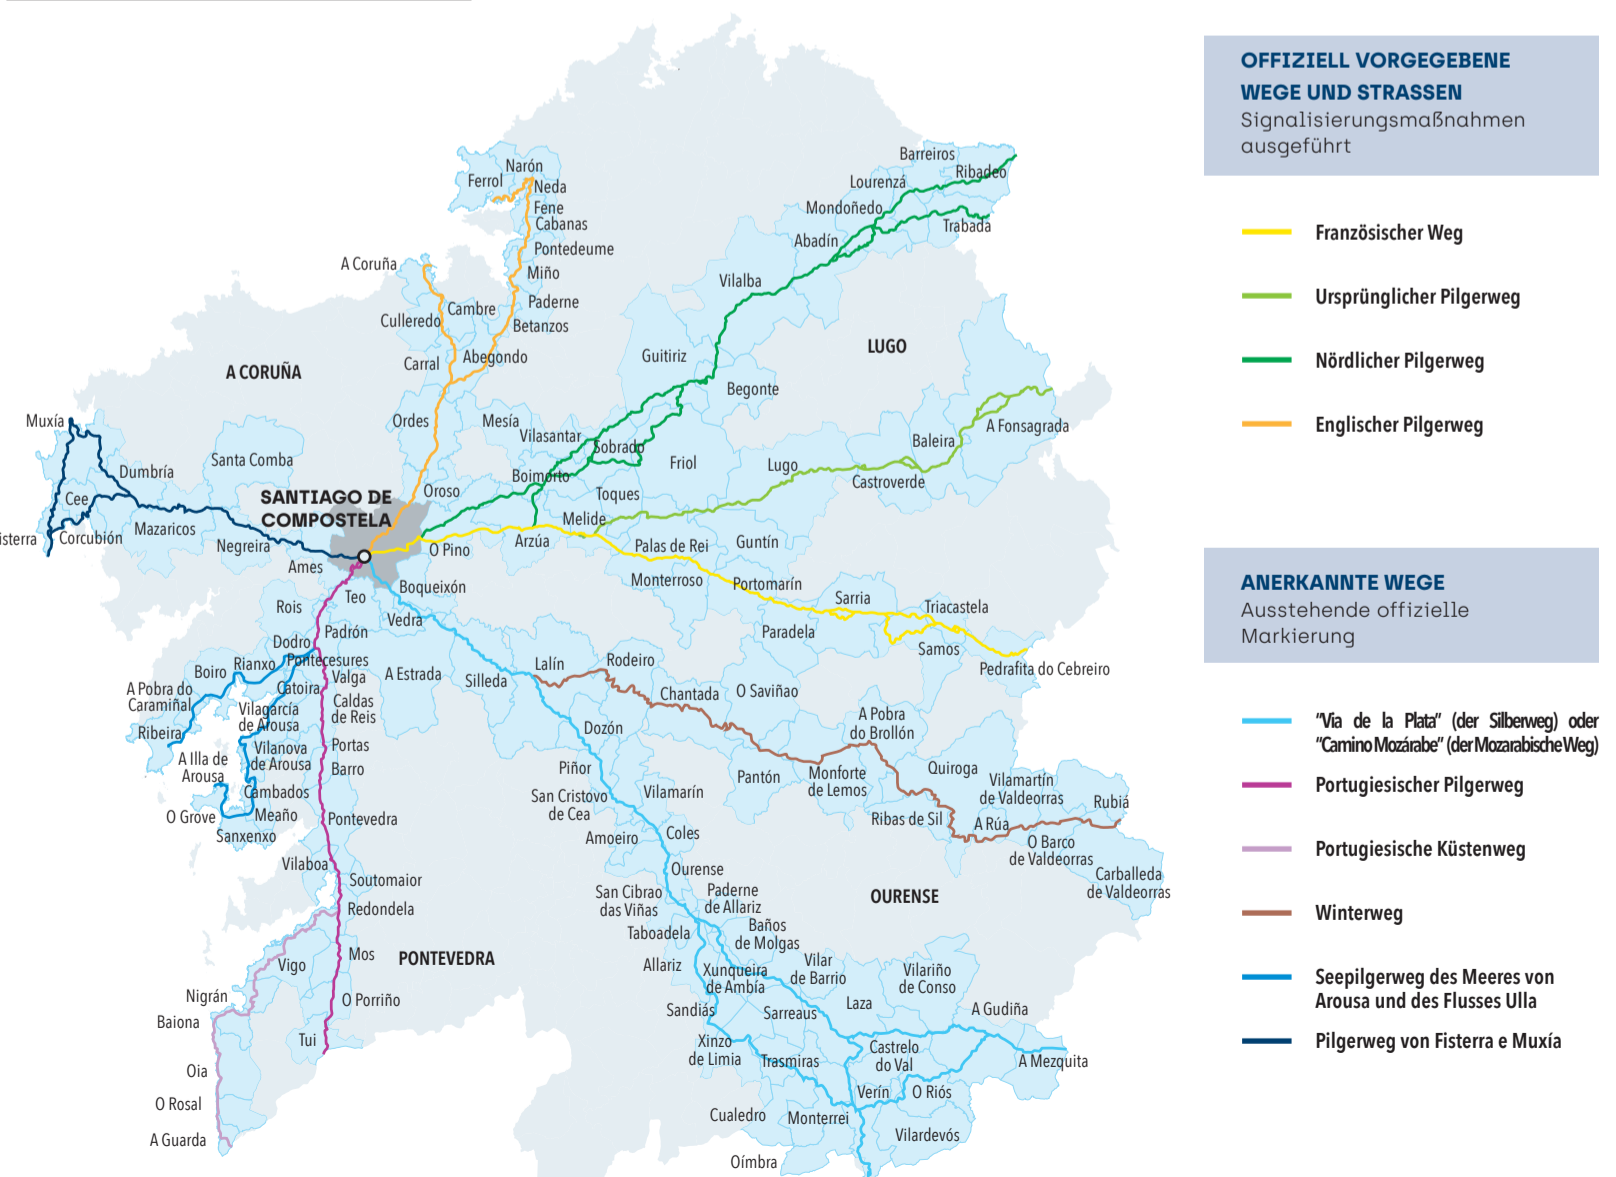 Narón
Ferrol
Neda
Fene
Cabanas
Pontedeume
Miño
Paderne
Betanzos
A Coruña
Cambre
Culleredo
Carral
Abegondo
Ordes
Mesía
Oroso
Barreiros
Ribadeo
Lourenzá
Mondoñedo
Trabada
Abadín
Vilalba
Guitiriz
Begonte
LUGO
A CORUÑA
Vilasantar
Sobrado
Boimorto
Friol
Toques
Lugo
Castroverde
Baleira
A Fonsagrada
Muxía
Dumbría
Santa Comba
Cee
Corcubión
isterra
Mazaricos
Negreira
Ames
SANTIAGO DE
COMPOSTELA
O Pino
Arzúa
Melide
Palas de Rei
Guntín
Monterroso
Portomarín
Paradela
Sarria
Triacastela
Samos
Pedrafita do Cebreiro
Boqueixón
Teo
Vedra
Rois
Padrón
Dodro
Pontecesures
Valga
Rianxo
Boiro
Catoira
A Pobra do
Caramiñal
Ribeira
Vilagarcía
de Arousa
Caldas
de Reis
A Illa de
Arousa
Vilanova
de Arousa
Portas
Barro
Cambados
O Grove
Meaño
Sanxenxo
Pontevedra
Vilaboa
Soutomaior
Redondela
Mos
Vigo
O Porriño
Nigrán
Baiona
Tui
Oia
O Rosal
A Guarda
PONTEVEDRA
A Estrada
Silleda
Lalín
Rodeiro
Chantada
O Saviñao
A Pobra
do Brollón
Dozón
Piñor
San Cristovo
de Cea
Vilamarín
Amoeiro
Coles
Ourense
Pantón
Monforte
de Lemos
Quiroga
Ribas de Sil
Vilamartín
de Valdeorras
A Rúa
Rubiá
O Barco
de Valdeorras
Carballeda
de Valdeorras
OURENSE
San Cibrao
das Viñas
Paderne
de Allariz
Taboadela
Baños
de Molgas
Allariz
Xunqueira
de Ambía
Vilar
de Barrio
Vilariño
de Conso
Sandiás
Sarreaus
Laza
A Gudiña
Xinzo
de Limia
Trasmiras
Castrelo
do Val
A Mezquita
Verín
O Riós
Cualedro
Monterrei
Vilardevós
Oímbra
OFFIZIELL VORGEGEBENE
WEGE UND STRASSEN
Signalisierungsmaßnahmen
ausgeführt
Französischer Weg
Ursprünglicher Pilgerweg
Nördlicher Pilgerweg
Englischer Pilgerweg
ANERKANNTE WEGE
Ausstehende offizielle
Markierung
"Via de la Plata" (der Silberweg) oder
"Camino Mozárabe" (der Mozarabische Weg)
Portugiesischer Pilgerweg
Portugiesische Küstenweg
Winterweg
Seepilgerweg des Meeres von
Arousa und des Flusses Ulla
Pilgerweg von Fisterra e Muxía